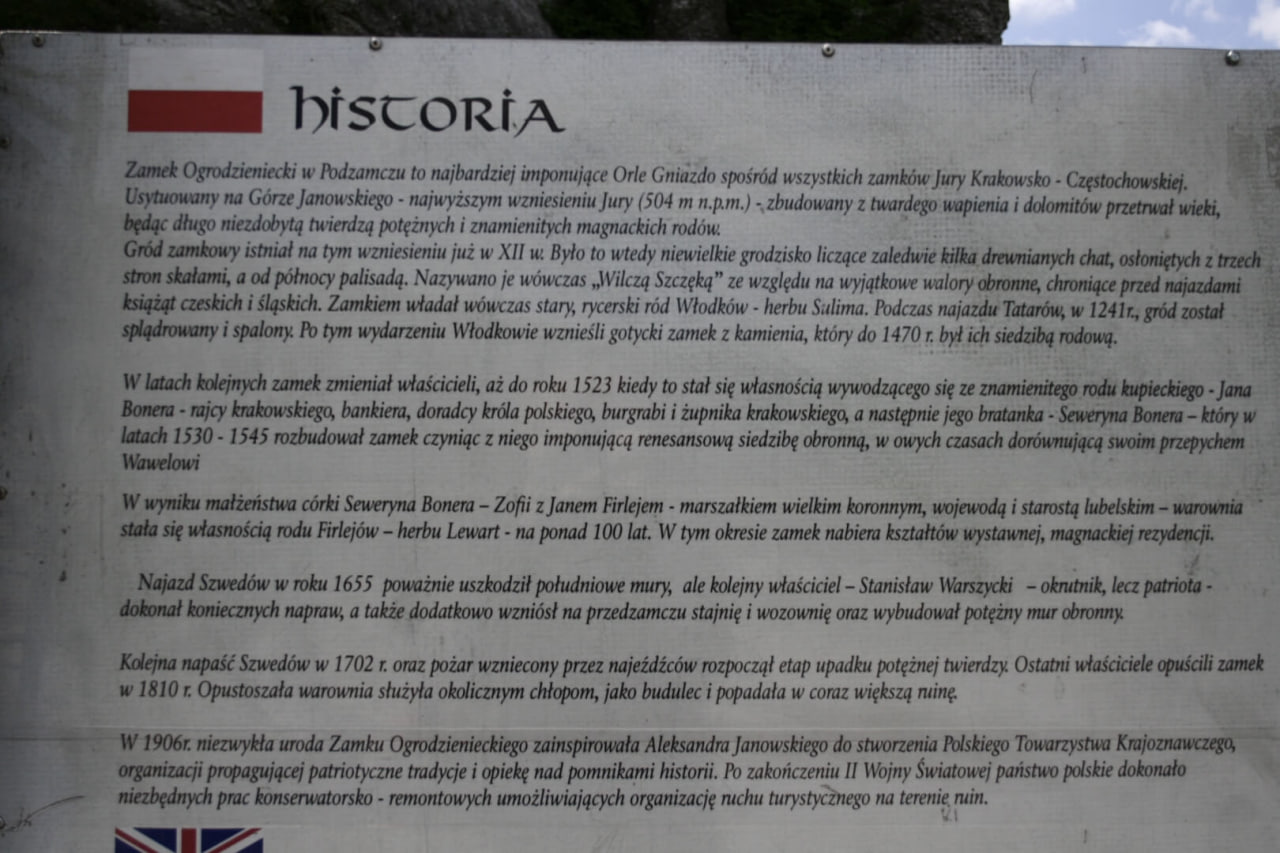 Historia
Zamek Ogrodzieniecki w Podzamczu to najbardziej imponujące Orle Gniazdo spośród wszystkich zamków Jury Krakowsko - Częstochowskiej.
Usytuowany na Górze Janowskiego - najwyższym wzniesieniu Jury (504 m n.p.m.) - zbudowany z twardego wapienia i dolomitów przetrwał wieki,
będąc długo niezdobytą twierdzą potężnych i znamienitych magnackich rodów.
Gród zamkowy istniał na tym wzniesieniu już w XII w. Było to wtedy niewielkie grodzisko liczące zaledwie kilka drewnianych chat, osłoniętych z trzech
stron skałami, a od północy palisadą. Nazywano je wówczas „Wilczą Szczęką” ze względu na wyjątkowe walory obronne, chroniące przed najazdami
książąt czeskich i śląskich. Zamkiem władał wówczas stary, rycerski ród Włodków - herbu Sulima. Podczas najazdu Tatarów, w 1241r., gród został
splądrowany i spalony. Po tym wydarzeniu Włodkowie wznieśli gotycki zamek z kamienia, który do 1470 r. był ich siedzibą rodową.
W latach kolejnych zamek zmieniał właścicieli, aż do roku 1523 kiedy to stał się własnością wywodzącego się ze znamienitego rodu kupieckiego - Jana
Bonera - rajcy krakowskiego, bankiera, doradcy króla polskiego, burgrabi i żupnika krakowskiego, a następnie jego bratanka - Seweryna Bonera – który w
latach 1530 - 1545 rozbudował zamek czyniąc z niego imponującą renesansową siedzibę obronną, w owych czasach dorównującą swoim przepychem
Wawelowi
W wyniku małżeństwa córki Seweryna Bonera – Zofii z Janem Firlejem - marszałkiem wielkim koronnym, wojewodą i starostą lubelskim – warownia
stała się własnością rodu Firlejów – herbu Lewart - na ponad 100 lat. W tym okresie zamek nabiera kształtów wystawnej, magnackiej rezydencji.
Najazd Szwedów w roku 1655 poważnie uszkodził południowe mury, ale kolejny właściciel – Stanisław Warszycki – okrutnik, lecz patriota -
dokonał koniecznych napraw, a także dodatkowo wzniósł na przedzamczu stajnię i wozownię oraz wybudował potężny mur obronny.
Kolejna napaść Szwedów w 1702 r. oraz pożar wzniecony przez najeźdźców rozpoczął etap upadku potężnej twierdzy. Ostatni właściciele opuścili zamek
w 1810 r. Opustoszała warownia służyła okolicznym chłopom, jako budulec i popadała w coraz większą ruinę.
W 1906r. niezwykła uroda Zamku Ogrodzienieckiego zainspirowała Aleksandra Janowskiego do stworzenia Polskiego Towarzystwa Krajoznawczego,
organizacji propagującej patriotyczne tradycje i opiekę nad pomnikami historii. Po zakończeniu II Wojny Światowej państwo polskie dokonało
niezbędnych prac konserwatorsko - remontowych umożliwiających organizację ruchu turystycznego na terenie ruin.